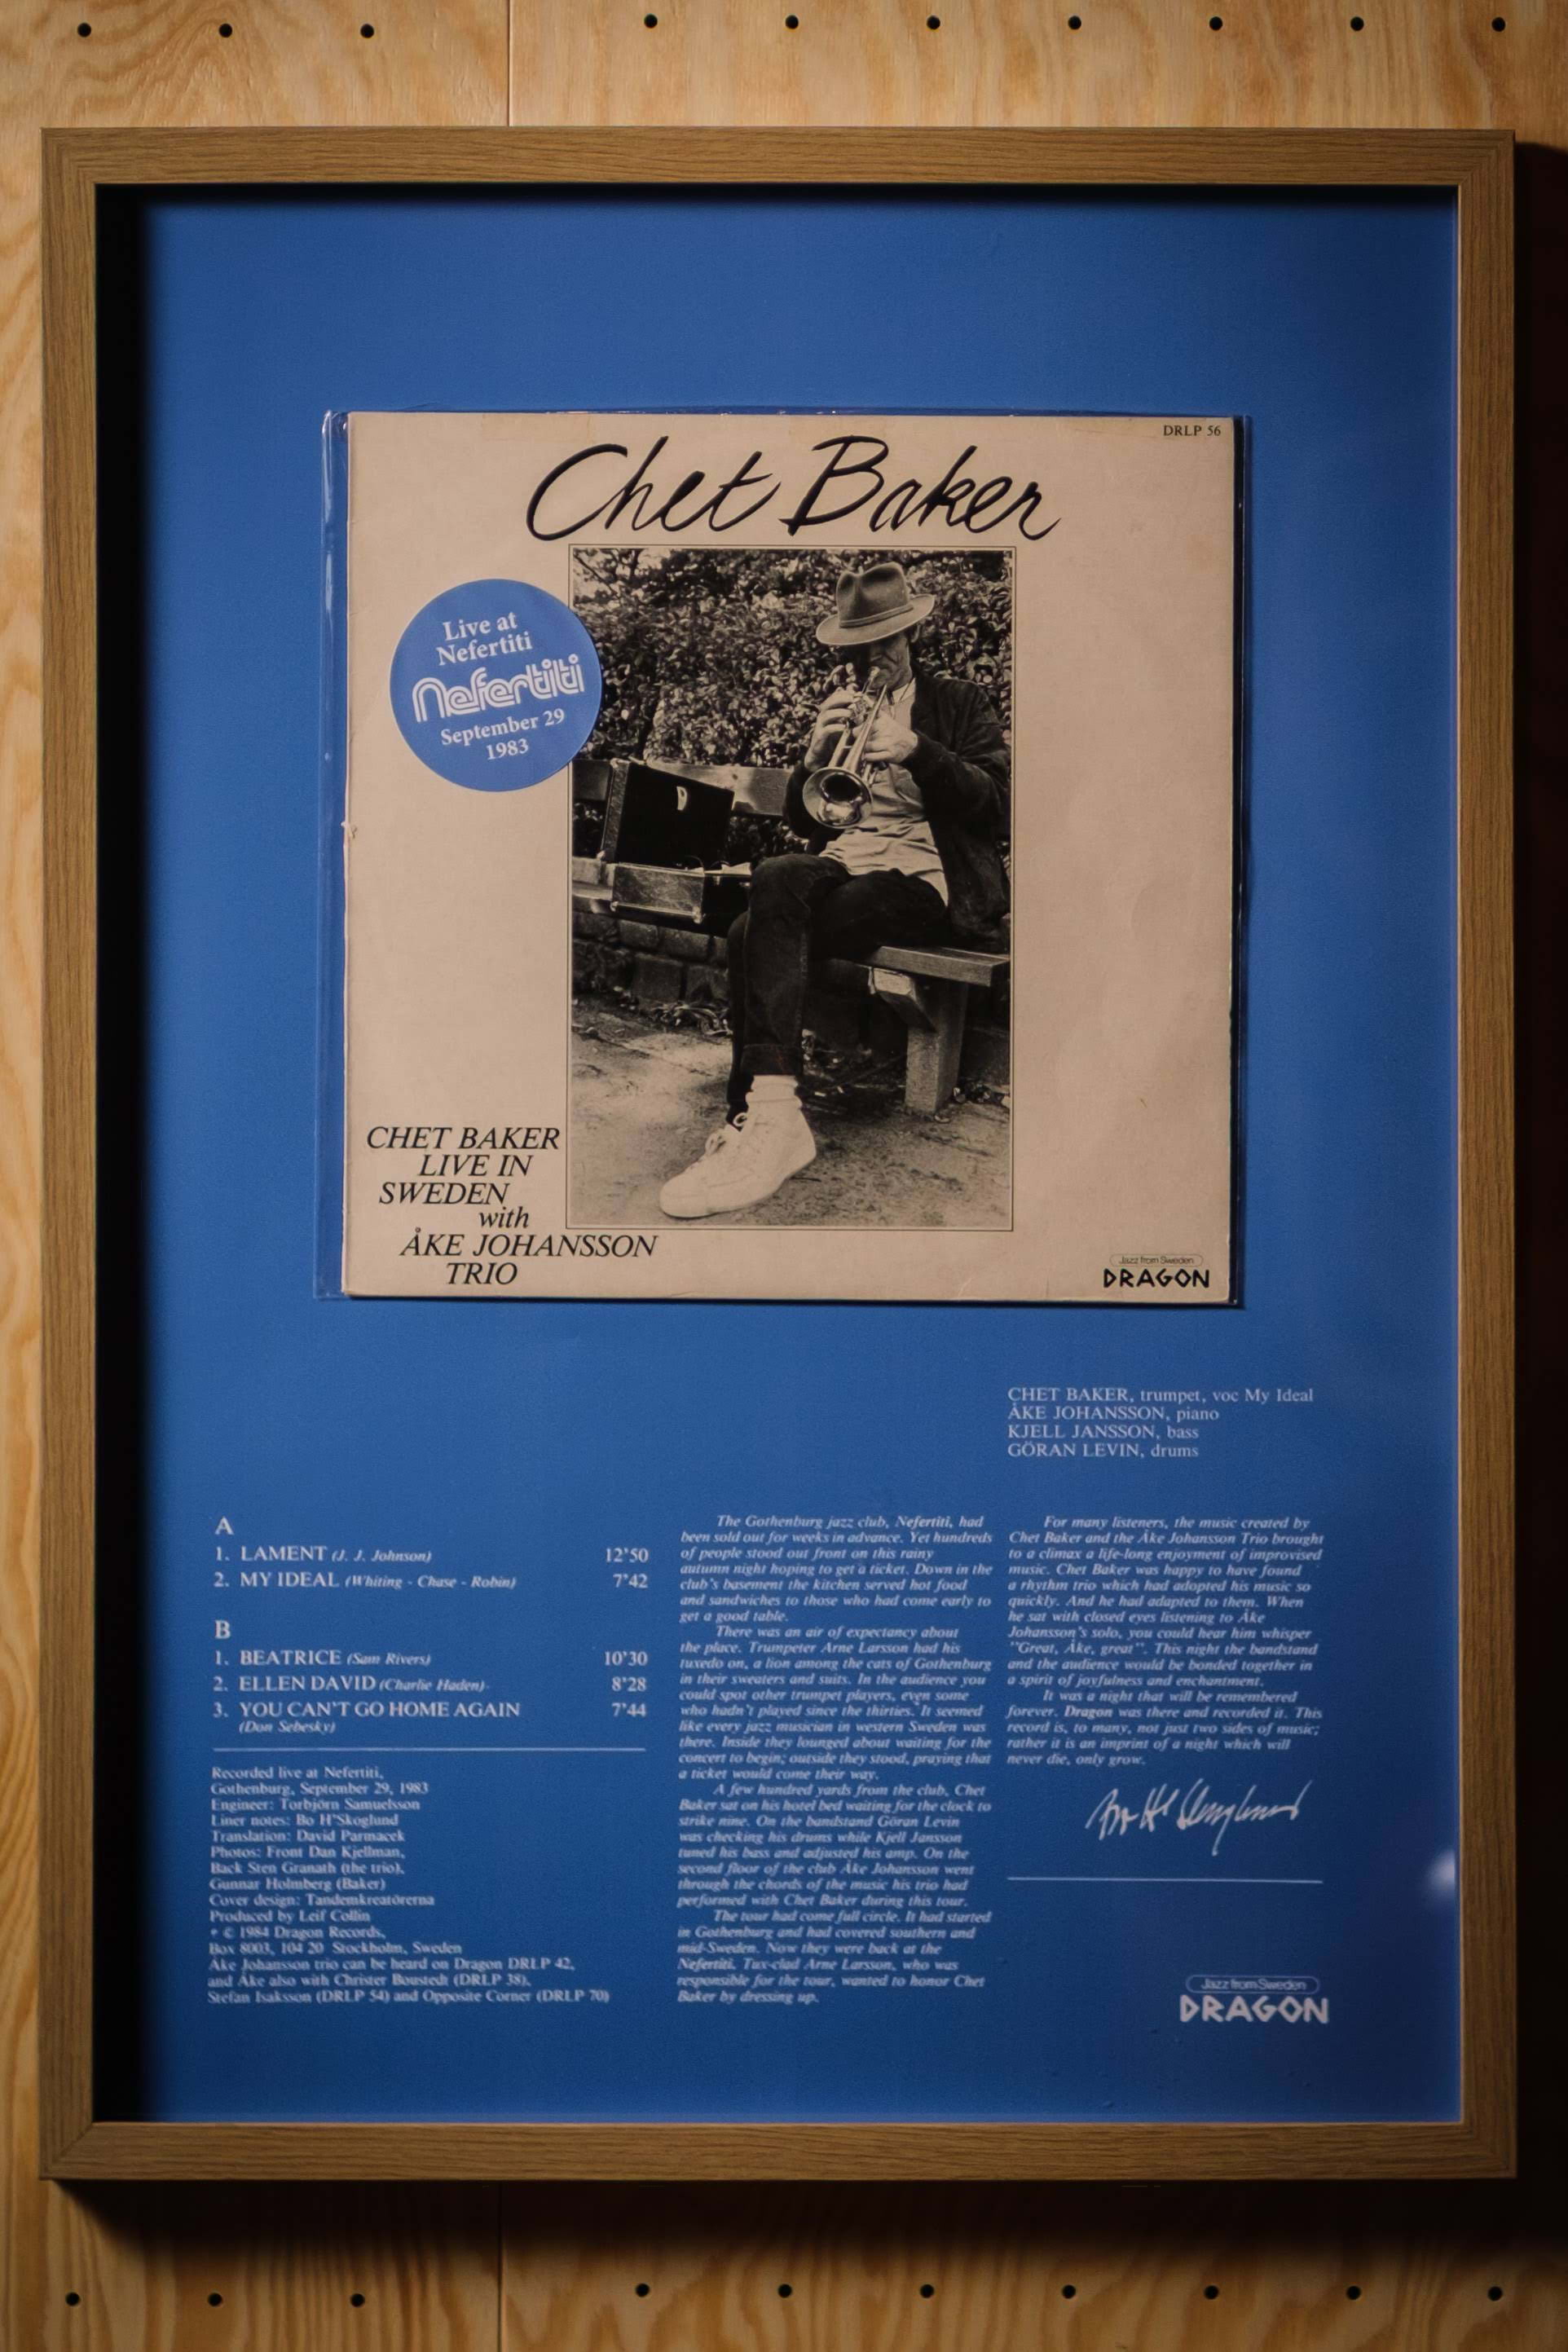 DRLP 56
Chet Baker
Live at
Nefertiti
Nefertiti
September 29
1983
CHET BAKER
LIVE IN
SWEDEN
with
ÅKE JOHANSSON
TRIO
Jazz from Sweden
DRAGON
CHET BAKER, trumpet, voc My Ideal
ÅKE JOHANSSON, piano
KJELL JANSSON, bass
GÖRAN LEVIN, drums
A
1. LAMENT (J. J. Johnson) 12'50
2. MY IDEAL (Whiting - Chase - Robin) 7'42
B
1. BEATRICE (Sam Rivers) 10'30
2. ELLEN DAVID (Charlie Haden) 8'28
3. YOU CAN'T GO HOME AGAIN 7'44
(Don Sebesky)
Recorded live at Nefertiti,
Gothenburg, September 29, 1983
Engineer: Torbjörn Samuelsson
Liner notes: Bo H"Skoglund
Translation: David Parmacek
Photos: Front Dan Kjellman,
Back Sten Granath (the trio),
Gunnar Holmberg (Baker)
Cover design: Tandemkreatörerna
Produced by Leif Collin
© 1984 Dragon Records,
Box 8003, 104 20 Stockholm, Sweden
Åke Johansson trio can be heard on Dragon DRLP 42,
and Åke also with Christer Boustedt (DRLP 38),
Stefan Isaksson (DRLP 54) and Opposite Corner (DRLP 70)
The Gothenburg jazz club, Nefertiti, had
been sold out for weeks in advance. Yet hundreds
of people stood out front on this rainy
autumn night hoping to get a ticket. Down in the
club's basement the kitchen served hot food
and sandwiches to those who had come early to
get a good table.
There was an air of expectancy about
the place. Trumpeter Arne Larsson had his
tuxedo on, a lion among the cats of Gothenburg
in their sweaters and suits. In the audience you
could spot other trumpet players, even some
who hadn't played since the thirties. It seemed
like every jazz musician in western Sweden was
there. Inside they lounged about waiting for the
concert to begin; outside they stood, praying that
a ticket would come their way.
A few hundred yards from the club, Chet
Baker sat on his hotel bed waiting for the clock to
strike nine. On the bandstand Göran Levin
was checking his drums while Kjell Jansson
tuned his bass and adjusted his amp. On the
second floor of the club Åke Johansson went
through the chords of the music his trio had
performed with Chet Baker during this tour.
The tour had come full circle. It had started
in Gothenburg and had covered southern and
mid-Sweden. Now they were back at the
Nefertiti. Tux-clad Arne Larsson, who was
responsible for the tour, wanted to honor Chet
Baker by dressing up.
For many listeners, the music created by
Chet Baker and the Åke Johansson Trio brought
to a climax a life-long enjoyment of improvised
music. Chet Baker was happy to have found
a rhythm trio which had adopted his music so
quickly. And he had adapted to them. When
he sat with closed eyes listening to Åke
Johansson's solo, you could hear him whisper
"Great, Åke, great". This night the bandstand
and the audience would be bonded together in
a spirit of joyfulness and enchantment.
It was a night that will be remembered
forever. Dragon was there and recorded it. This
record is, to many, not just two sides of music;
rather it is an imprint of a night which will
never die, only grow.
Jazz from Sweden
DRAGON